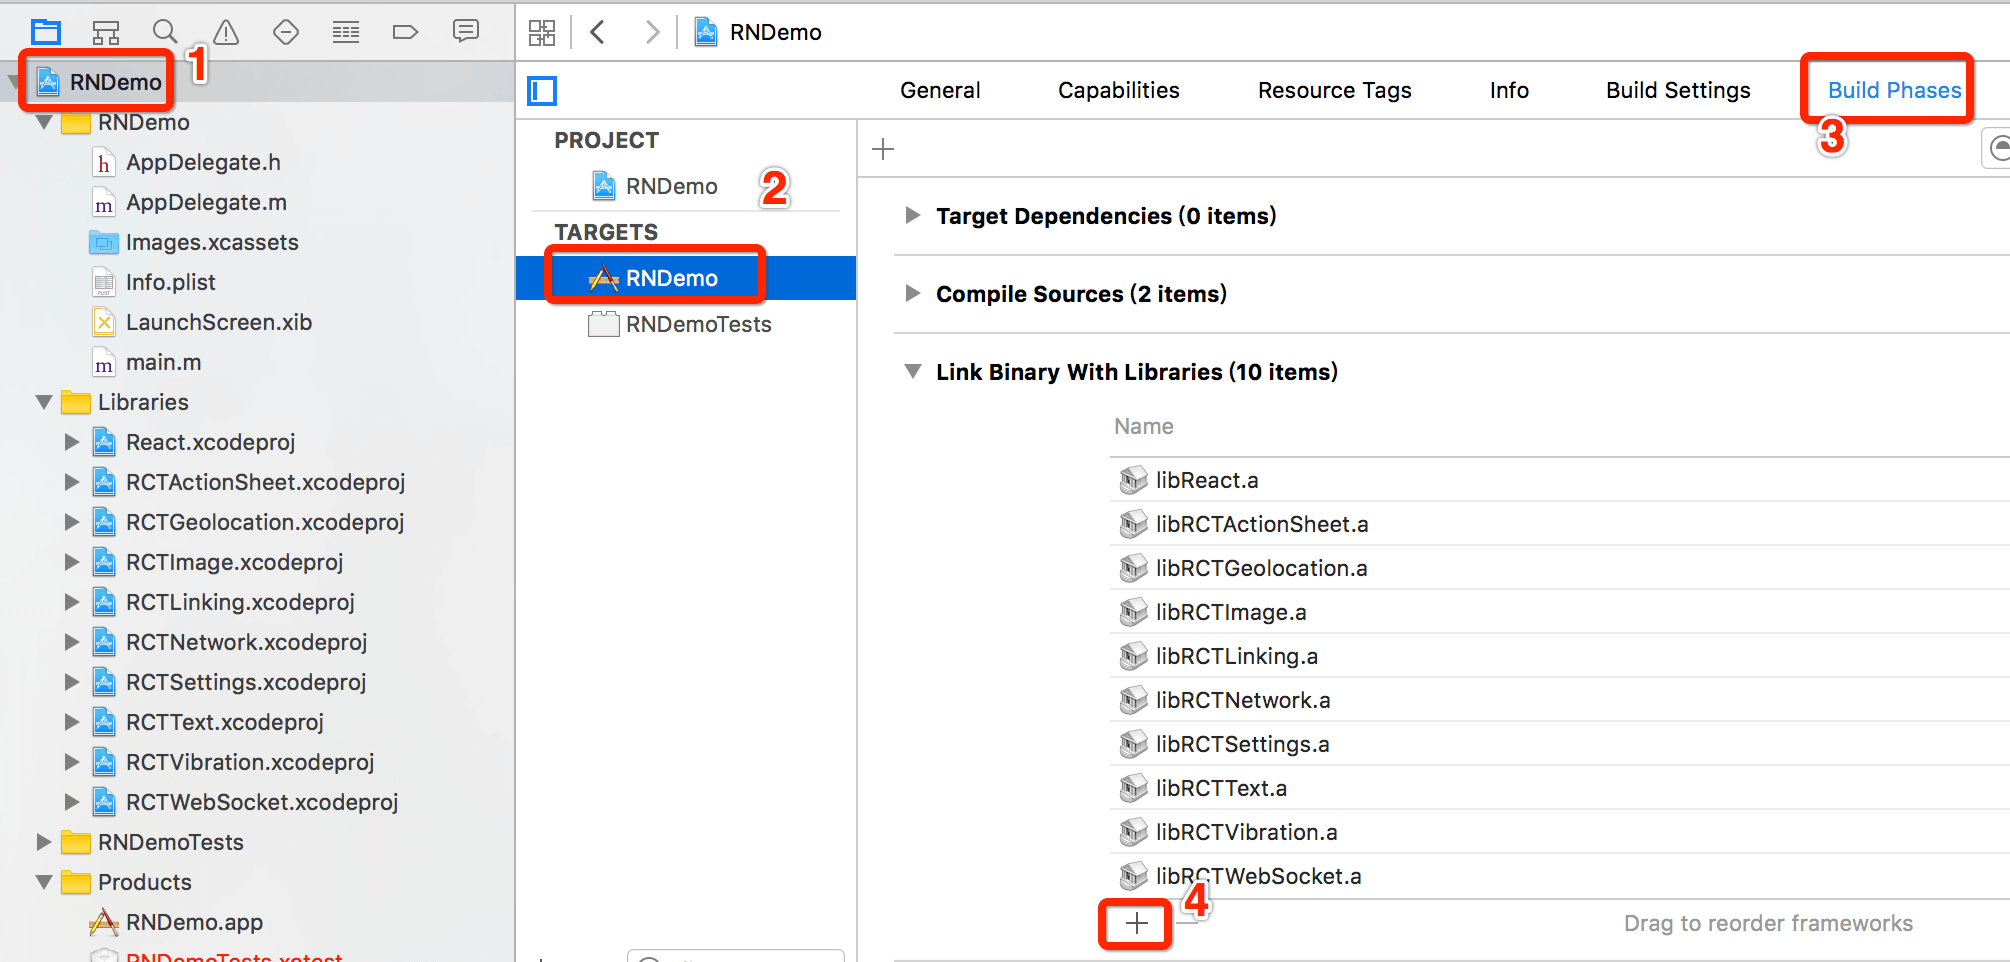 RNDemo
1
RNDemo
General
Capabilities
Resource Tags
Info
Build Settings
Build Phases
3
RNDemo
RNDemo
AppDelegate.h
AppDelegate.m
Images.xcassets
Info.plist
LaunchScreen.xib
main.m
Libraries
React.xcodeproj
RCTActionSheet.xcodeproj
RCTGeolocation.xcodeproj
RCTImage.xcodeproj
RCTLinking.xcodeproj
RCTNetwork.xcodeproj
RCTSettings.xcodeproj
RCTText.xcodeproj
RCTVibration.xcodeproj
RCTWebSocket.xcodeproj
RNDemoTests
Products
RNDemo.app
RNDemoTests.xctest
PROJECT
RNDemo
2
TARGETS
RNDemo
RNDemoTests
Target Dependencies (0 items)
Compile Sources (2 items)
Link Binary With Libraries (10 items)
Name
libReact.a
libRCTActionSheet.a
libRCTGeolocation.a
libRCTImage.a
libRCTLinking.a
libRCTNetwork.a
libRCTSettings.a
libRCTText.a
libRCTVibration.a
libRCTWebSocket.a
4
Drag to reorder frameworks